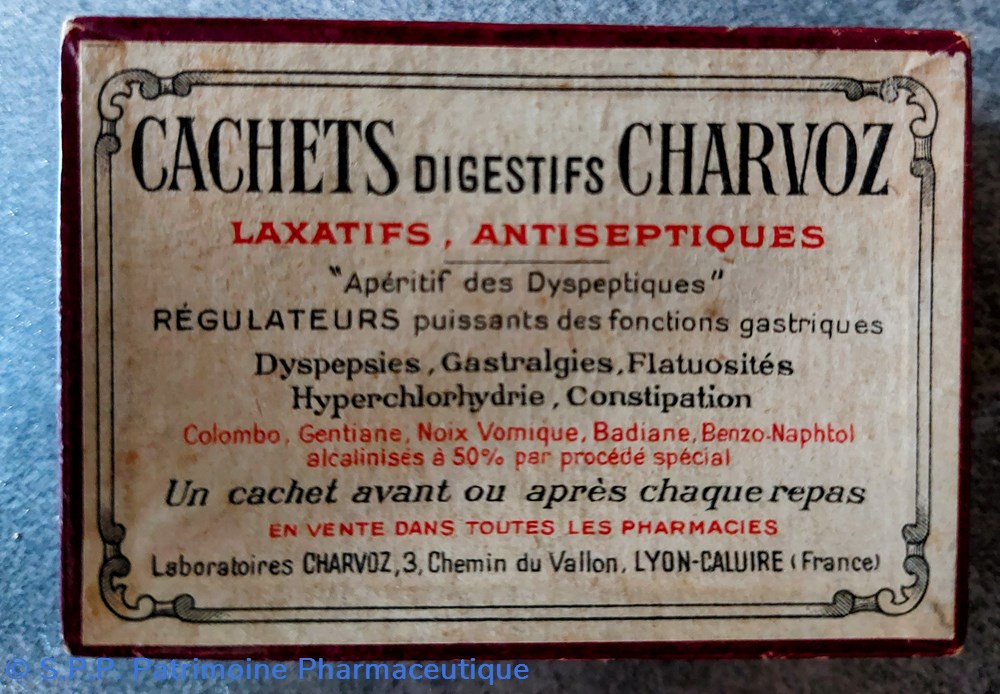 CACHETS DIGESTIFS CHARVOZ
LAXATIFS, ANTISEPTIQUES
"Apéritif des Dyspeptiques"
RÉGULATEURS puissants des fonctions gastriques
Dyspepsies, Gastralgies, Flatuosités
Hyperchlorhydrie, Constipation
Colombo, Gentiane, Noix Vomique, Badiane, Benzo-Naphtol
alcalinisés à 50% par procédé spécial
Un cachet avant ou après chaque repas
EN VENTE DANS TOUTES LES PHARMACIES
Laboratoires CHARVOZ, 3, Chemin du Vallon, LYON-CALUIRE (France)
© S.P.P. Patrimoine Pharmaceutique